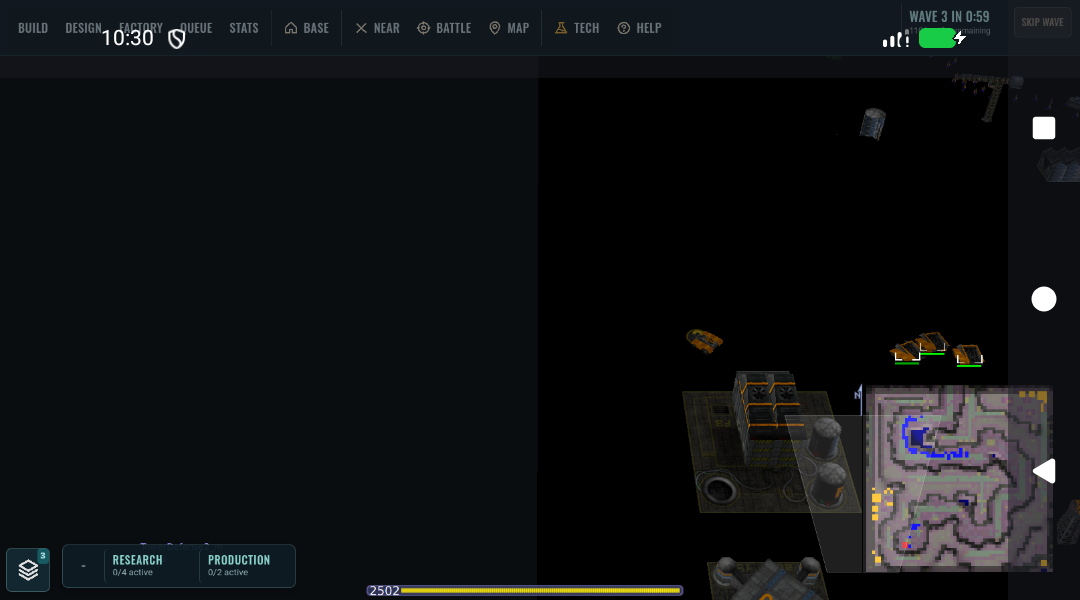 BUILD DESIGN FACTORY QUEUE STATS BASE NEAR BATTLE MAP TECH HELP
WAVE 3 IN 0:59
SKIP WAVE
10:30
N
3
-
RESEARCH
0/4 active
PRODUCTION
0/2 active
2502